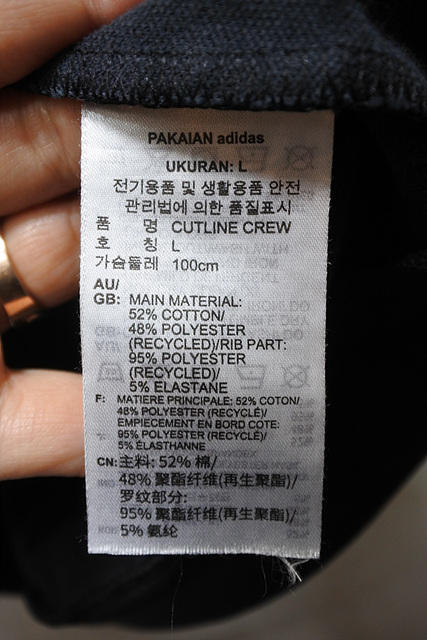 PAKAIAN adidas
UKURAN: L
전기용품 및 생활용품 안전
관리법에 의한 품질표시
품 명 CUTLINE CREW
호 칭 L
가슴둘레 100cm
AU/
GB: MAIN MATERIAL:
52% COTTON/
48% POLYESTER
(RECYCLED)/RIB PART:
95% POLYESTER
(RECYCLED)/
5% ELASTANE
F: MATIERE PRINCIPALE: 52% COTON/
48% POLYESTER (RECYCLÉ)/
EMPIECEMENT EN BORD COTE:
95% POLYESTER (RECYCLÉ)/
5% ÉLASTHANNE
CN: 主料: 52% 棉/
48% 聚酯纤维(再生聚酯)/
罗纹部分:
95% 聚酯纤维(再生聚酯)/
5% 氨纶